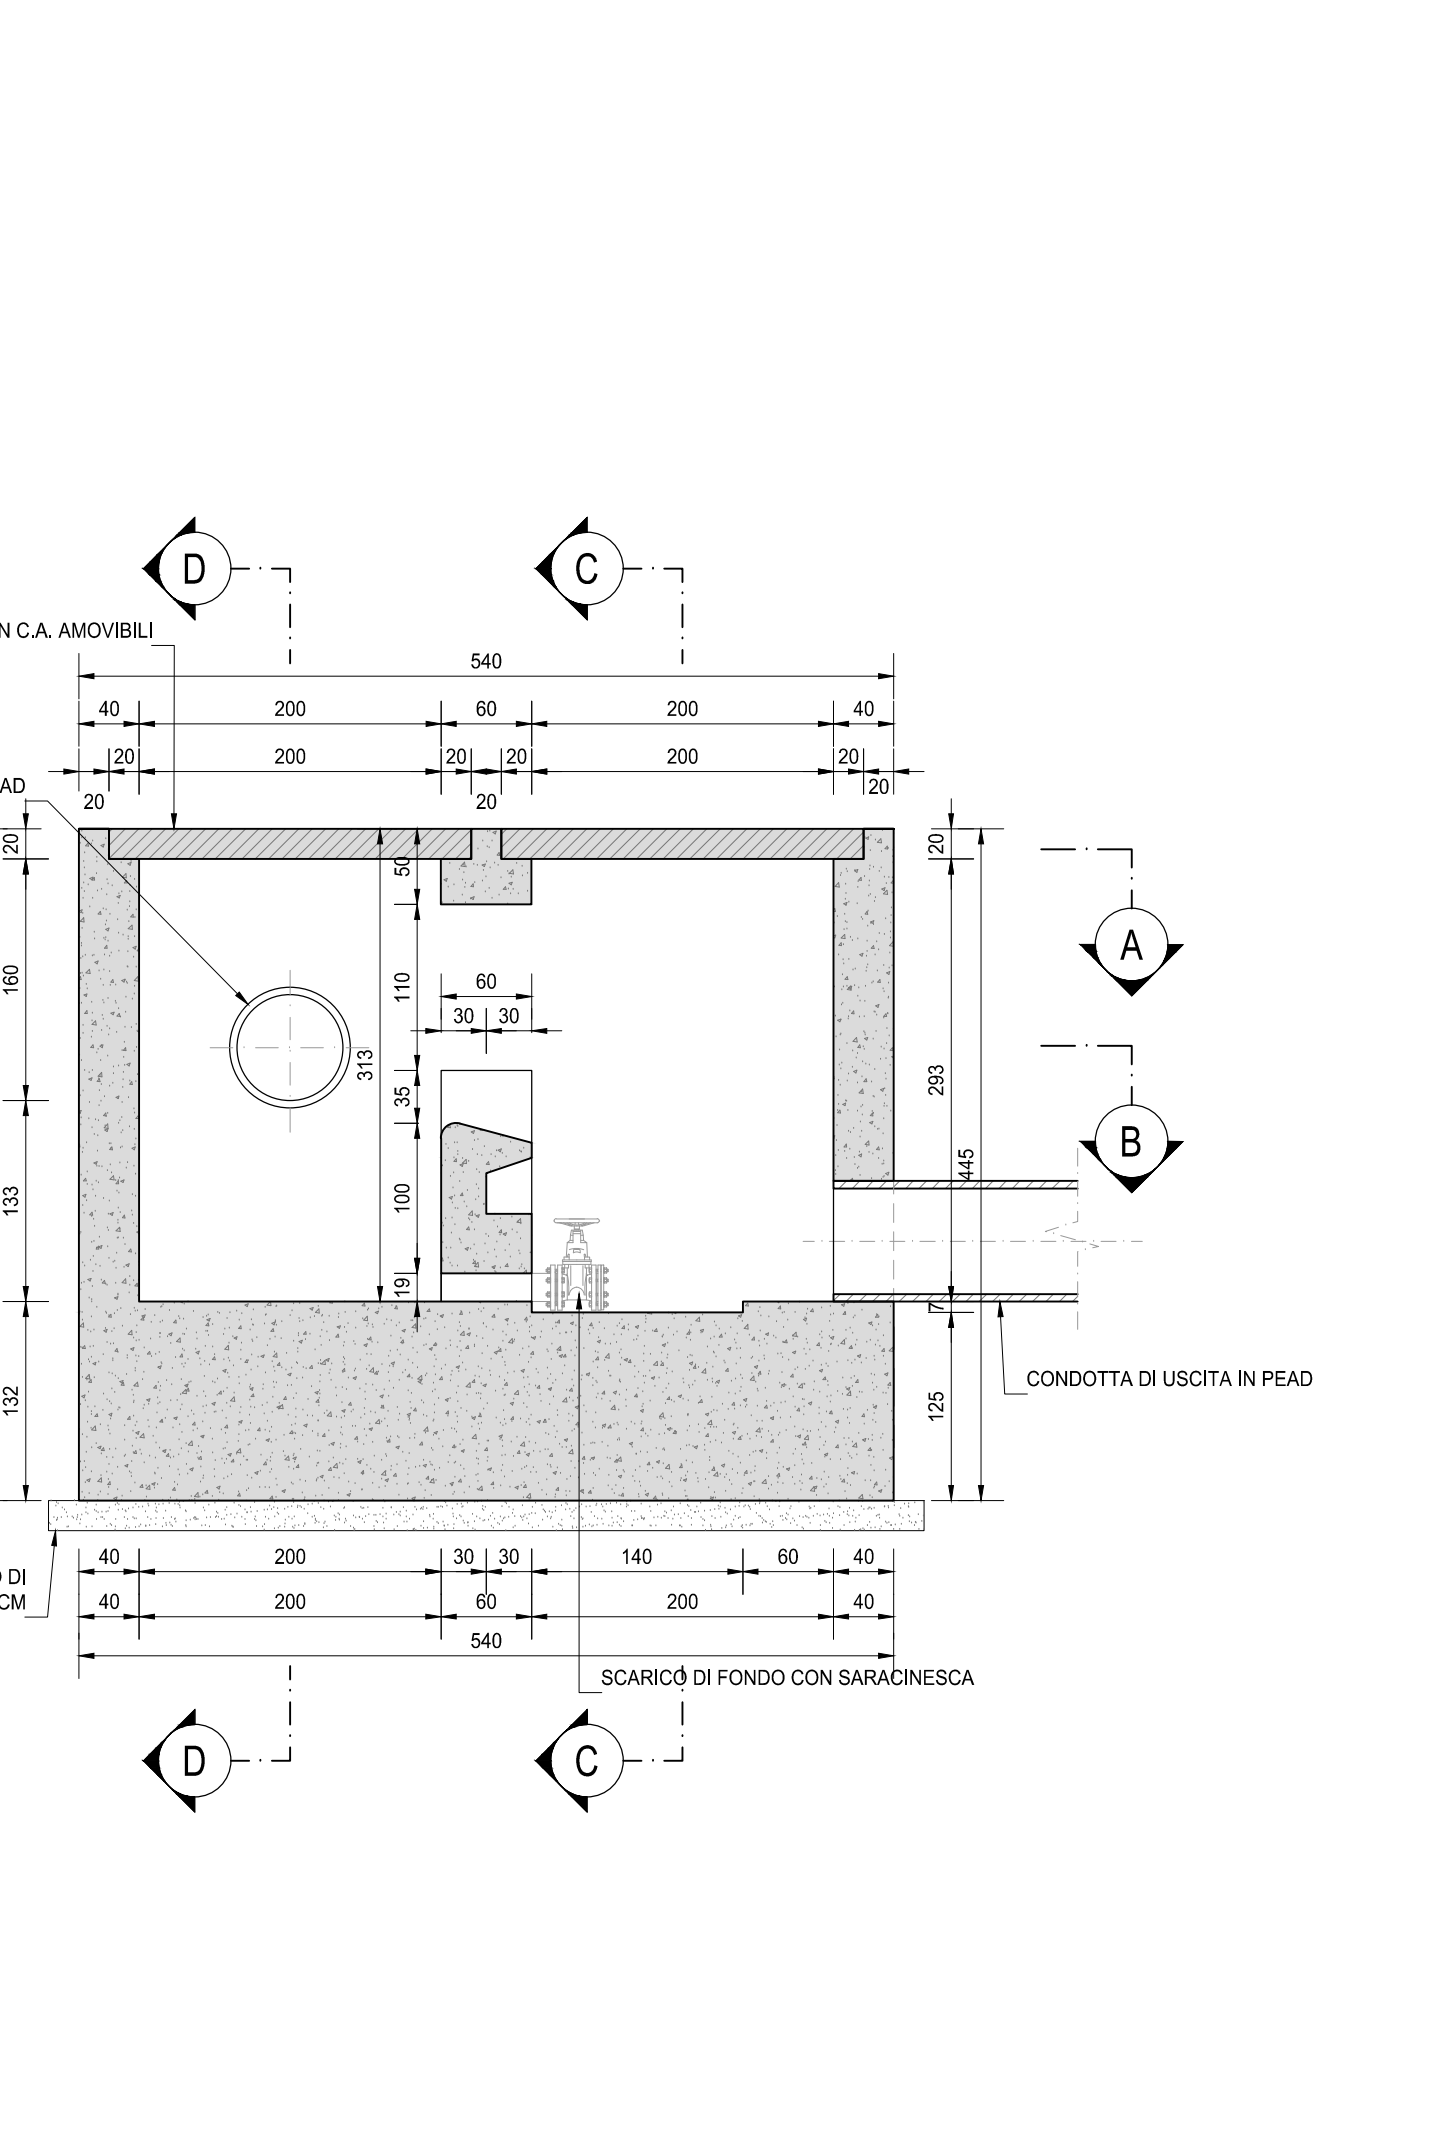 D
C
N C.A. AMOVIBILI
540
40 200 60 200 40
20 200 20 20 200 20
20 20 20
AD
20
50
20
160
110
60
30 30
A
313
293
35
445
B
133
100
19
7
CONDOTTA DI USCITA IN PEAD
132
125
40 200 30 30 140 60 40
O DI
CM
40 200 60 200 40
540
SCARICO DI FONDO CON SARACINESCA
D
C